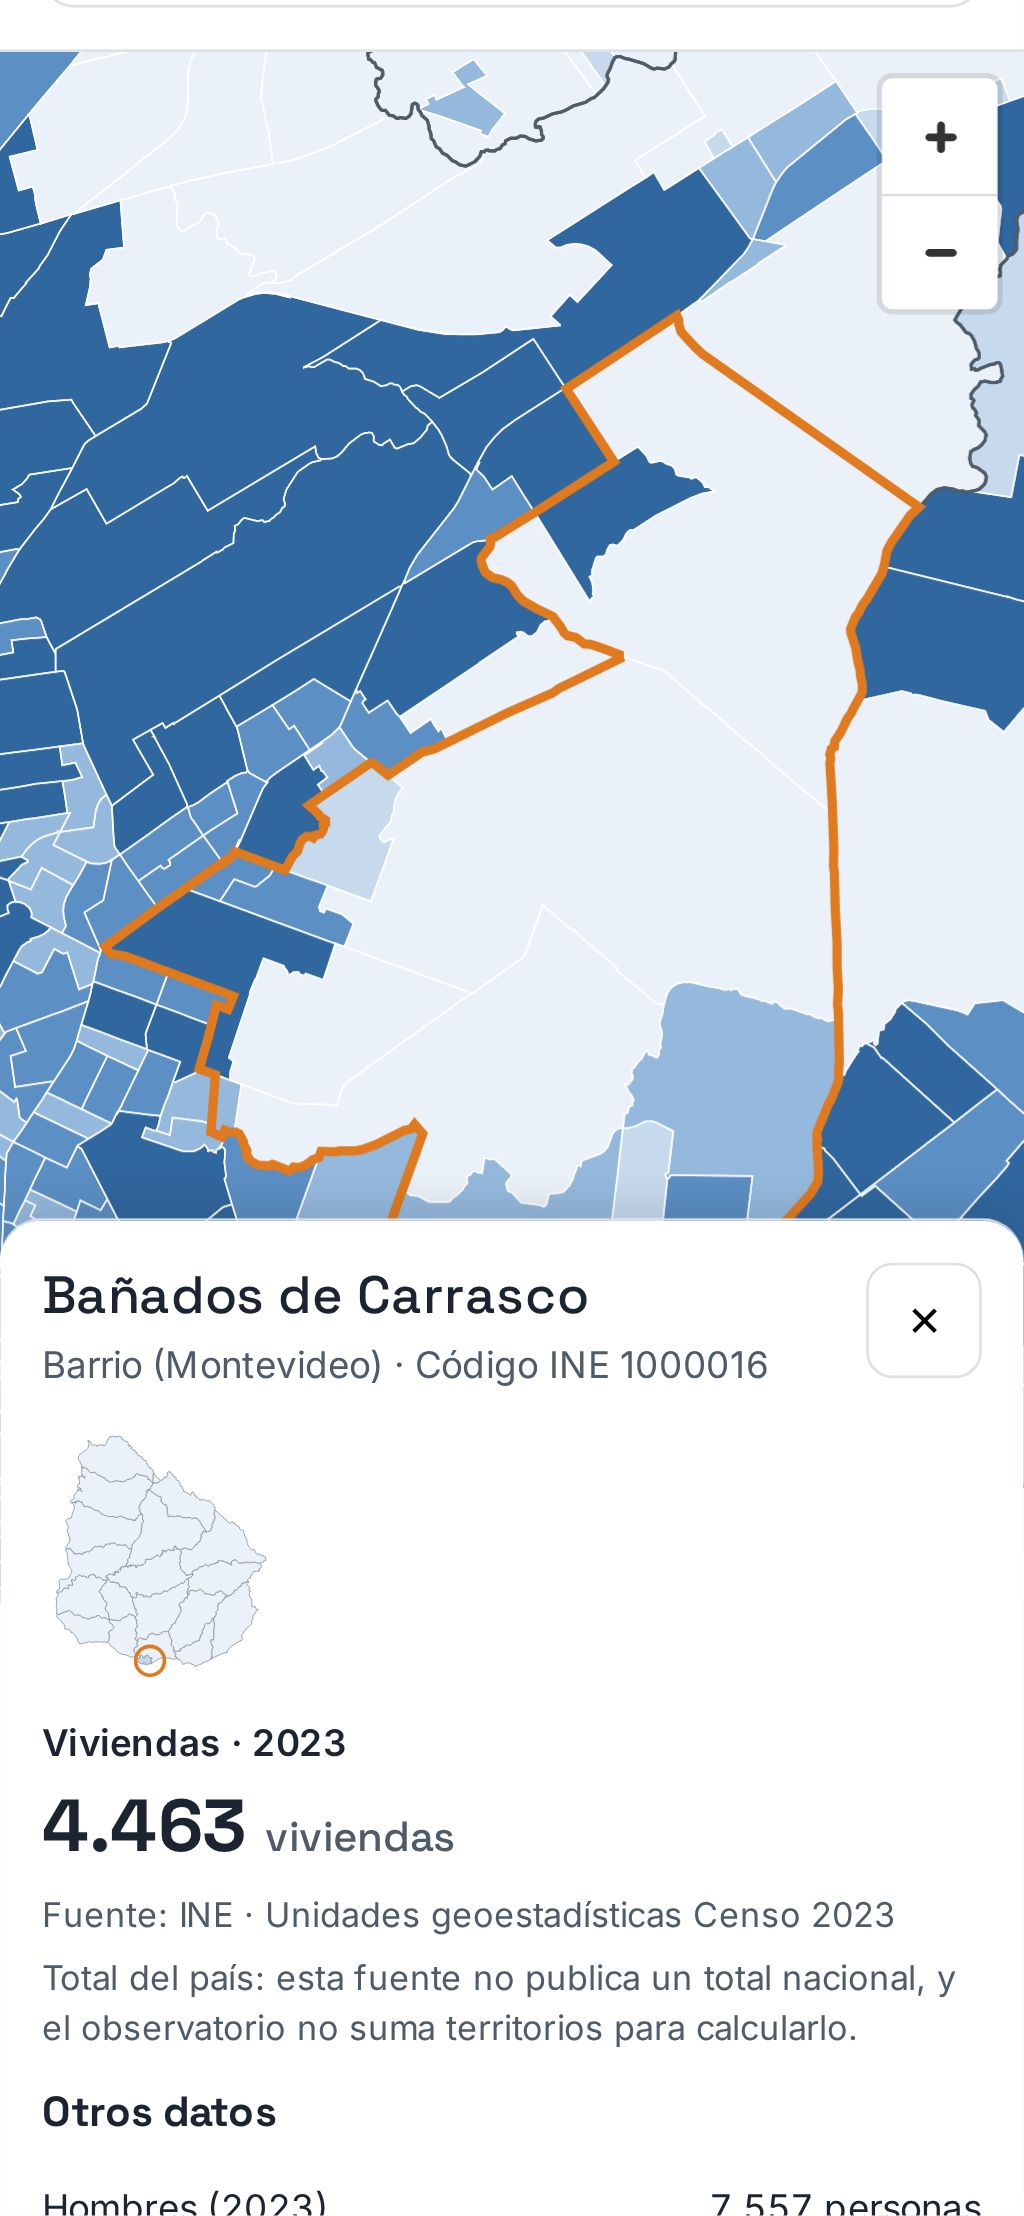 +
−
Bañados de Carrasco
×
Barrio (Montevideo) · Código INE 1000016
Viviendas · 2023
4.463 viviendas
Fuente: INE · Unidades geoestadísticas Censo 2023
Total del país: esta fuente no publica un total nacional, y
el observatorio no suma territorios para calcularlo.
Otros datos
Hombres (2023) 7.557 personas